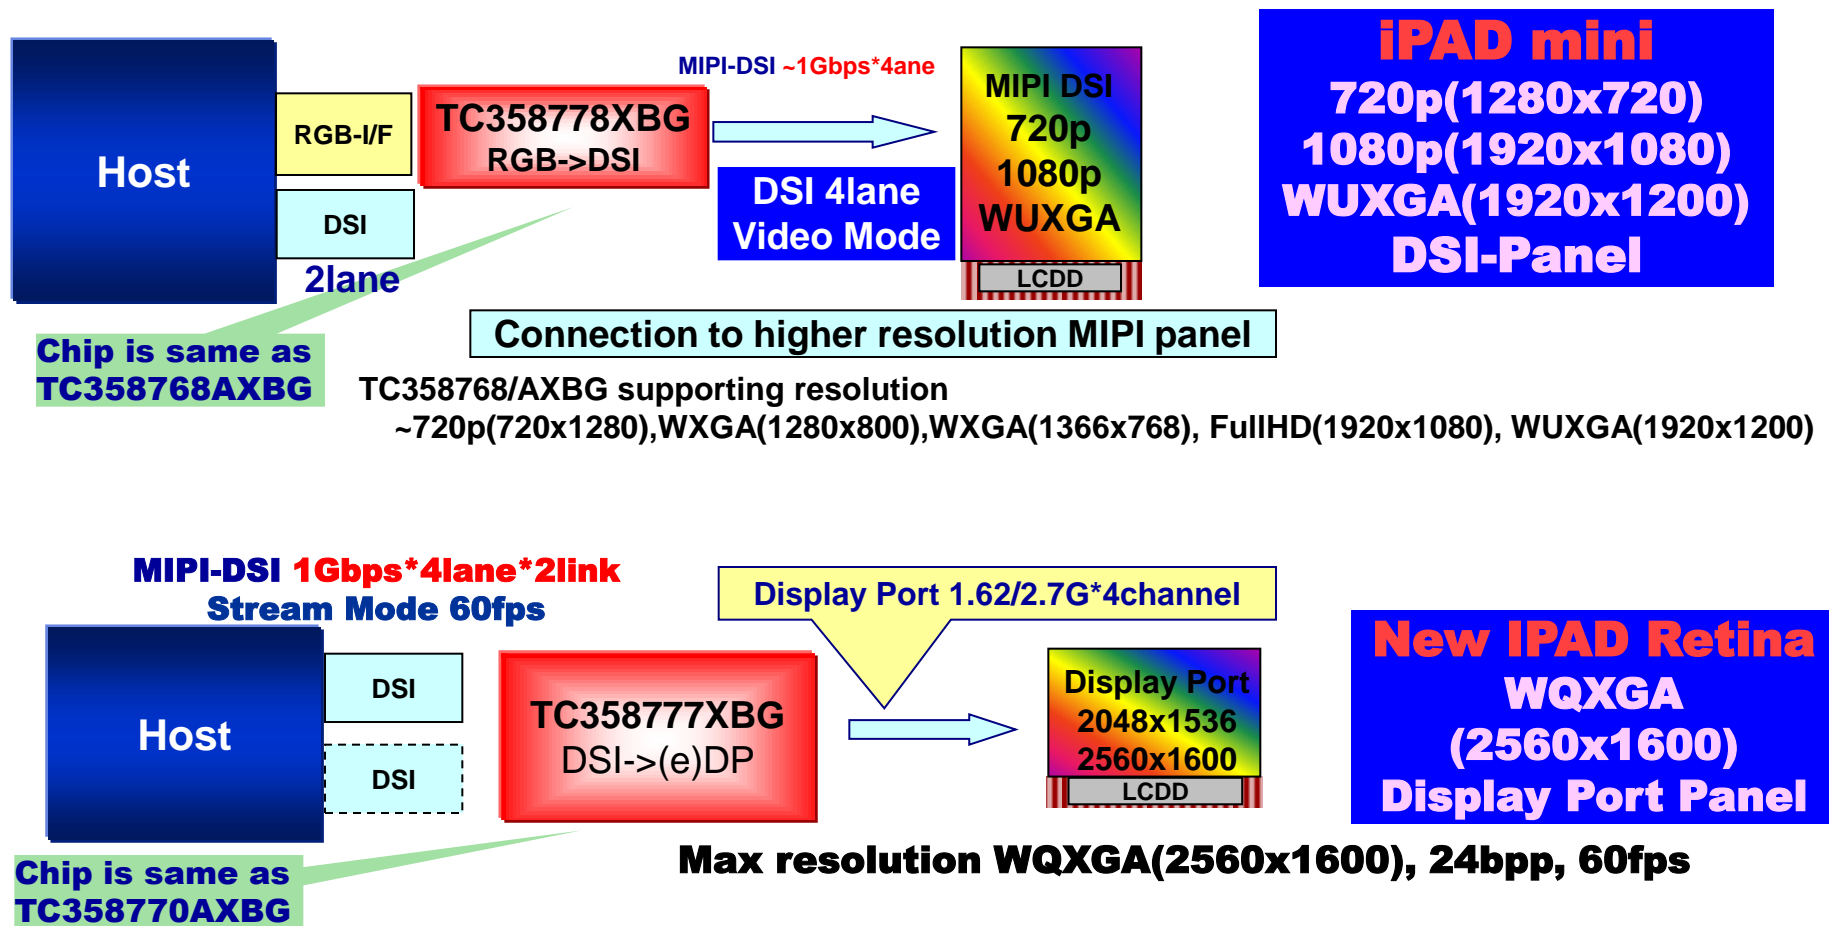 MIPI-DSI ~1Gbps*4ane
iPAD mini
720p(1280x720)
1080p(1920x1080)
WUXGA(1920x1200)
DSI-Panel
Host
RGB-I/F
DSI
2lane
TC358778XBG
RGB->DSI
DSI 4lane
Video Mode
MIPI DSI
720p
1080p
WUXGA
LCDD
Chip is same as
TC358768AXBG
Connection to higher resolution MIPI panel
TC358768/AXBG supporting resolution
~720p(720x1280),WXGA(1280x800),WXGA(1366x768), FullHD(1920x1080), WUXGA(1920x1200)
MIPI-DSI 1Gbps*4lane*2link
Stream Mode 60fps
Display Port 1.62/2.7G*4channel
Host
DSI
DSI
TC358777XBG
DSI->(e)DP
Display Port
2048x1536
2560x1600
LCDD
New IPAD Retina
WQXGA
(2560x1600)
Display Port Panel
Chip is same as
TC358770AXBG
Max resolution WQXGA(2560x1600), 24bpp, 60fps